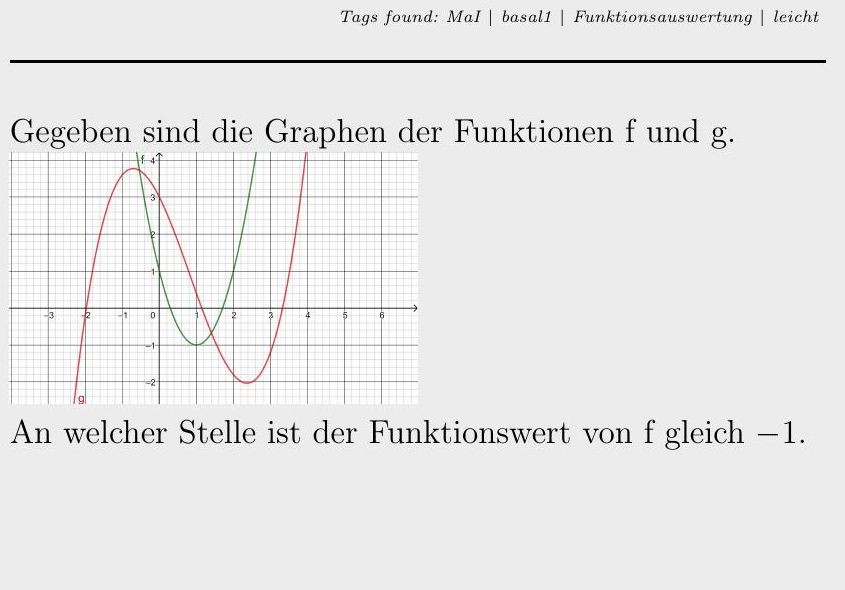 Tags found: MaI | basal1 | Funktionsauswertung | leicht
Gegeben sind die Graphen der Funktionen f und g.
f 4
3
2
1
−3 −2 −1 0 1 2 3 4 5 6
−1
−2
g
An welcher Stelle ist der Funktionswert von f gleich −1.